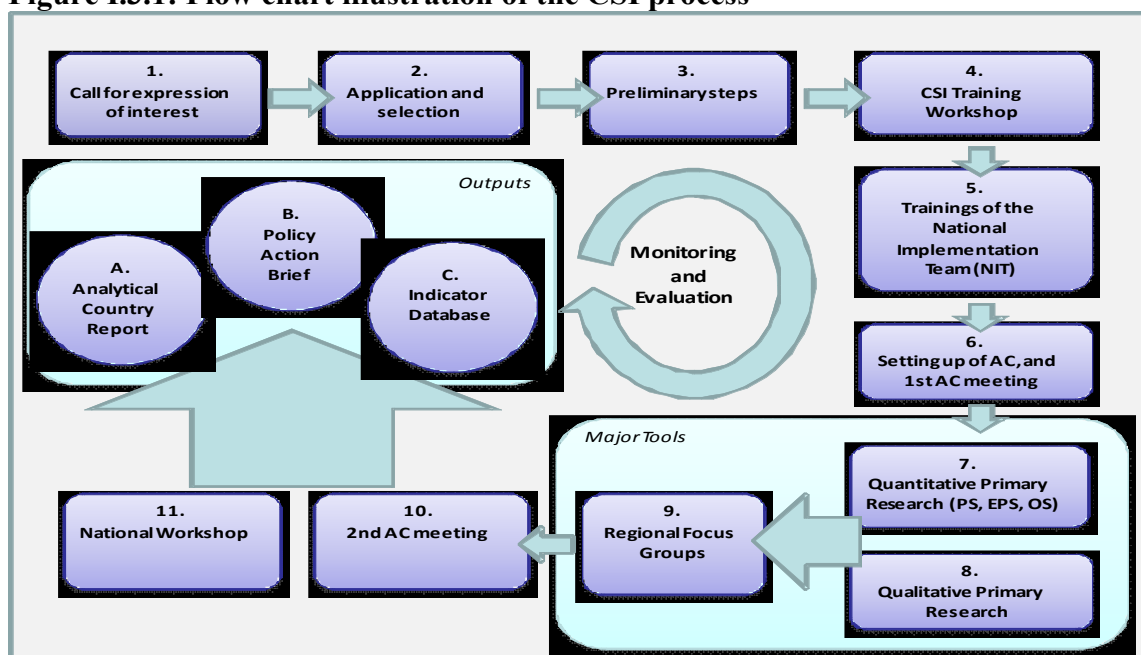 Figure I.3.1: Flow chart illustration of the CSI process
1.
Call for expression
of interest
2.
Application and
selection
3.
Preliminary steps
4.
CSI Training
Workshop
5.
Trainings of the
National
Implementation
Team (NIT)
6.
Setting up of AC, and
1st AC meeting
Major Tools
7.
Quantitative Primary
Research (PS, EPS, OS)
8.
Qualitative Primary
Research
9.
Regional Focus
Groups
10.
2nd AC meeting
11.
National Workshop
Outputs
A.
Analytical
Country
Report
B.
Policy
Action
Brief
C.
Indicator
Database
Monitoring
and
Evaluation